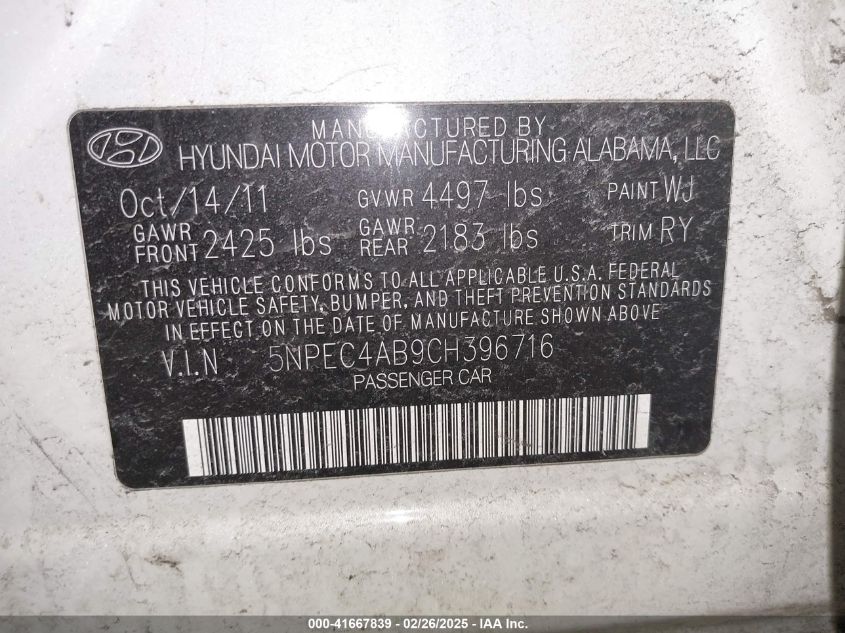 MANUFACTURED BY
HYUNDAI MOTOR MANUFACTURING ALABAMA, LLC
Oct/14/11 GVWR 4497 lbs PAINT WJ
GAWR FRONT 2425 lbs GAWR REAR 2183 lbs TRIM RY
THIS VEHICLE CONFORMS TO ALL APPLICABLE U.S.A. FEDERAL
MOTOR VEHICLE SAFETY, BUMPER, AND THEFT PREVENTION STANDARDS
IN EFFECT ON THE DATE OF MANUFACTURE SHOWN ABOVE
V.I.N 5NPEC4AB9CH396716
PASSENGER CAR
000-41667839 - 02/26/2025 - IAA Inc.